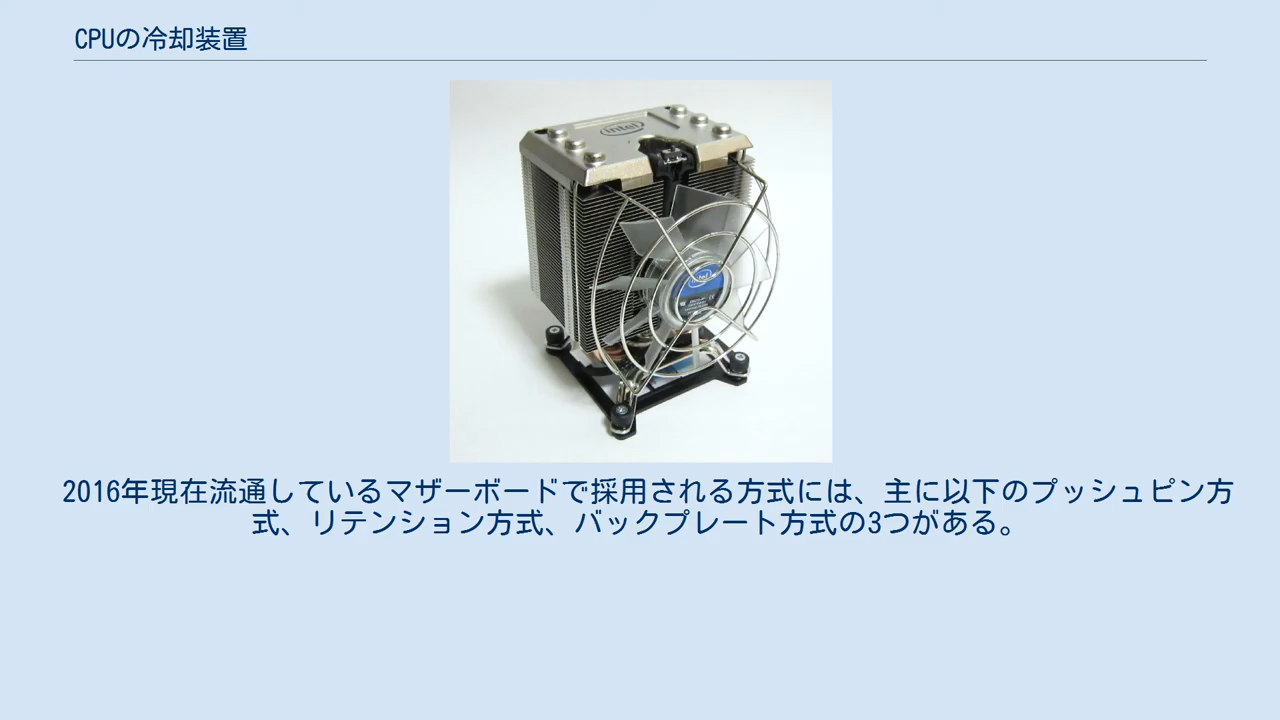 CPUの冷却装置
intel
intel
2016年現在流通しているマザーボードで採用される方式には、主に以下のプッシュピン方
式、リテンション方式、バックプレート方式の3つがある。